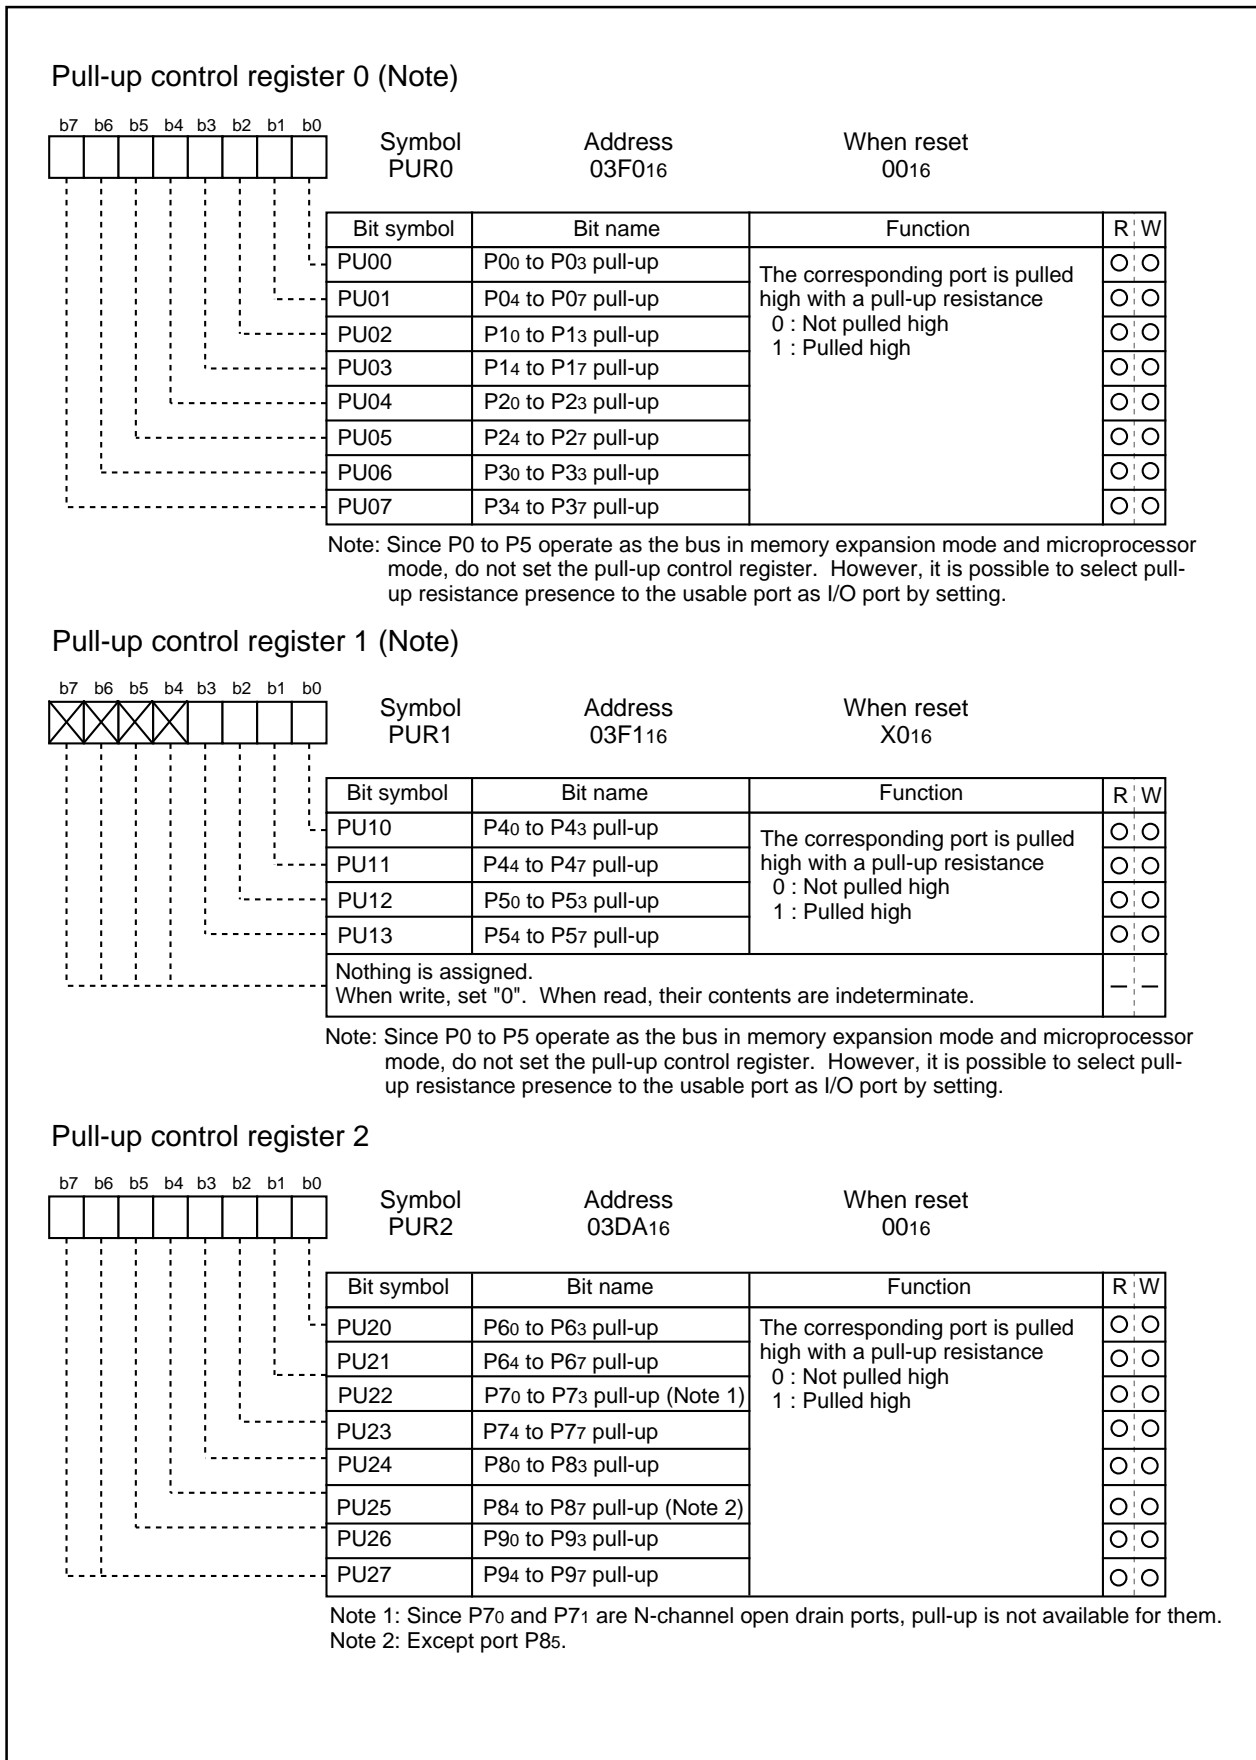 Pull-up control register 0 (Note)
b7 b6 b5 b4 b3 b2 b1 b0
Symbol Address When reset
PUR0 03F016 0016
Bit symbol Bit name Function R W
PU00 P00 to P03 pull-up The corresponding port is pulled
PU01 P04 to P07 pull-up high with a pull-up resistance
PU02 P10 to P13 pull-up 0 : Not pulled high
PU03 P14 to P17 pull-up 1 : Pulled high
PU04 P20 to P23 pull-up
PU05 P24 to P27 pull-up
PU06 P30 to P33 pull-up
PU07 P34 to P37 pull-up
Note: Since P0 to P5 operate as the bus in memory expansion mode and microprocessor
mode, do not set the pull-up control register. However, it is possible to select pull-
up resistance presence to the usable port as I/O port by setting.
Pull-up control register 1 (Note)
b7 b6 b5 b4 b3 b2 b1 b0
Symbol Address When reset
PUR1 03F116 X016
Bit symbol Bit name Function R W
PU10 P40 to P43 pull-up The corresponding port is pulled
PU11 P44 to P47 pull-up high with a pull-up resistance
PU12 P50 to P53 pull-up 0 : Not pulled high
PU13 P54 to P57 pull-up 1 : Pulled high
Nothing is assigned.
When write, set "0". When read, their contents are indeterminate. – –
Note: Since P0 to P5 operate as the bus in memory expansion mode and microprocessor
mode, do not set the pull-up control register. However, it is possible to select pull-
up resistance presence to the usable port as I/O port by setting.
Pull-up control register 2
b7 b6 b5 b4 b3 b2 b1 b0
Symbol Address When reset
PUR2 03DA16 0016
Bit symbol Bit name Function R W
PU20 P60 to P63 pull-up The corresponding port is pulled
PU21 P64 to P67 pull-up high with a pull-up resistance
PU22 P70 to P73 pull-up (Note 1) 0 : Not pulled high
PU23 P74 to P77 pull-up 1 : Pulled high
PU24 P80 to P83 pull-up
PU25 P84 to P87 pull-up (Note 2)
PU26 P90 to P93 pull-up
PU27 P94 to P97 pull-up
Note 1: Since P70 and P71 are N-channel open drain ports, pull-up is not available for them.
Note 2: Except port P85.